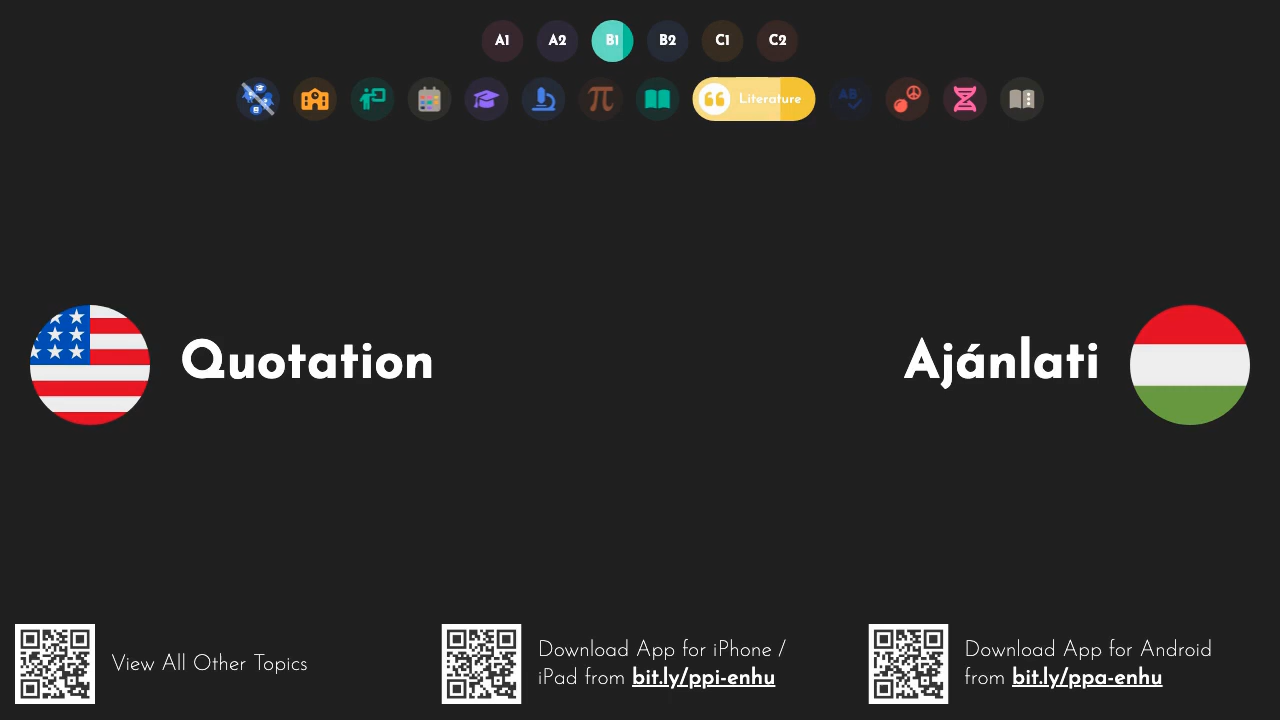 A1 A2 B1 B2 C1 C2
Literature
Quotation
Ajánlati
View All Other Topics
Download App for iPhone /
iPad from bit.ly/ppi-enhu
Download App for Android
from bit.ly/ppa-enhu